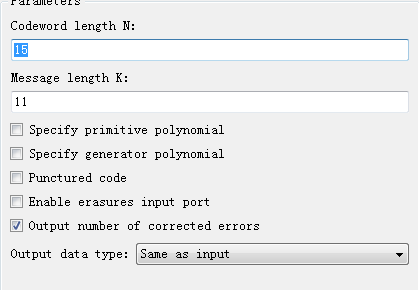 Parameters
Codeword length N:
15
Message length K:
11
Specify primitive polynomial
Specify generator polynomial
Punctured code
Enable erasures input port
Output number of corrected errors
Output data type: Same as input